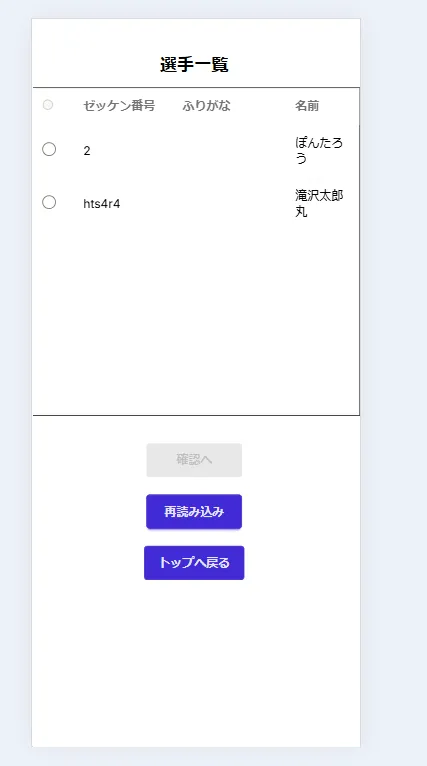 選手一覧
ゼッケン番号 ふりがな 名前
2 ぽんたろ
う
hts4r4 滝沢太郎
丸
確認へ
再読み込み
トップへ戻る